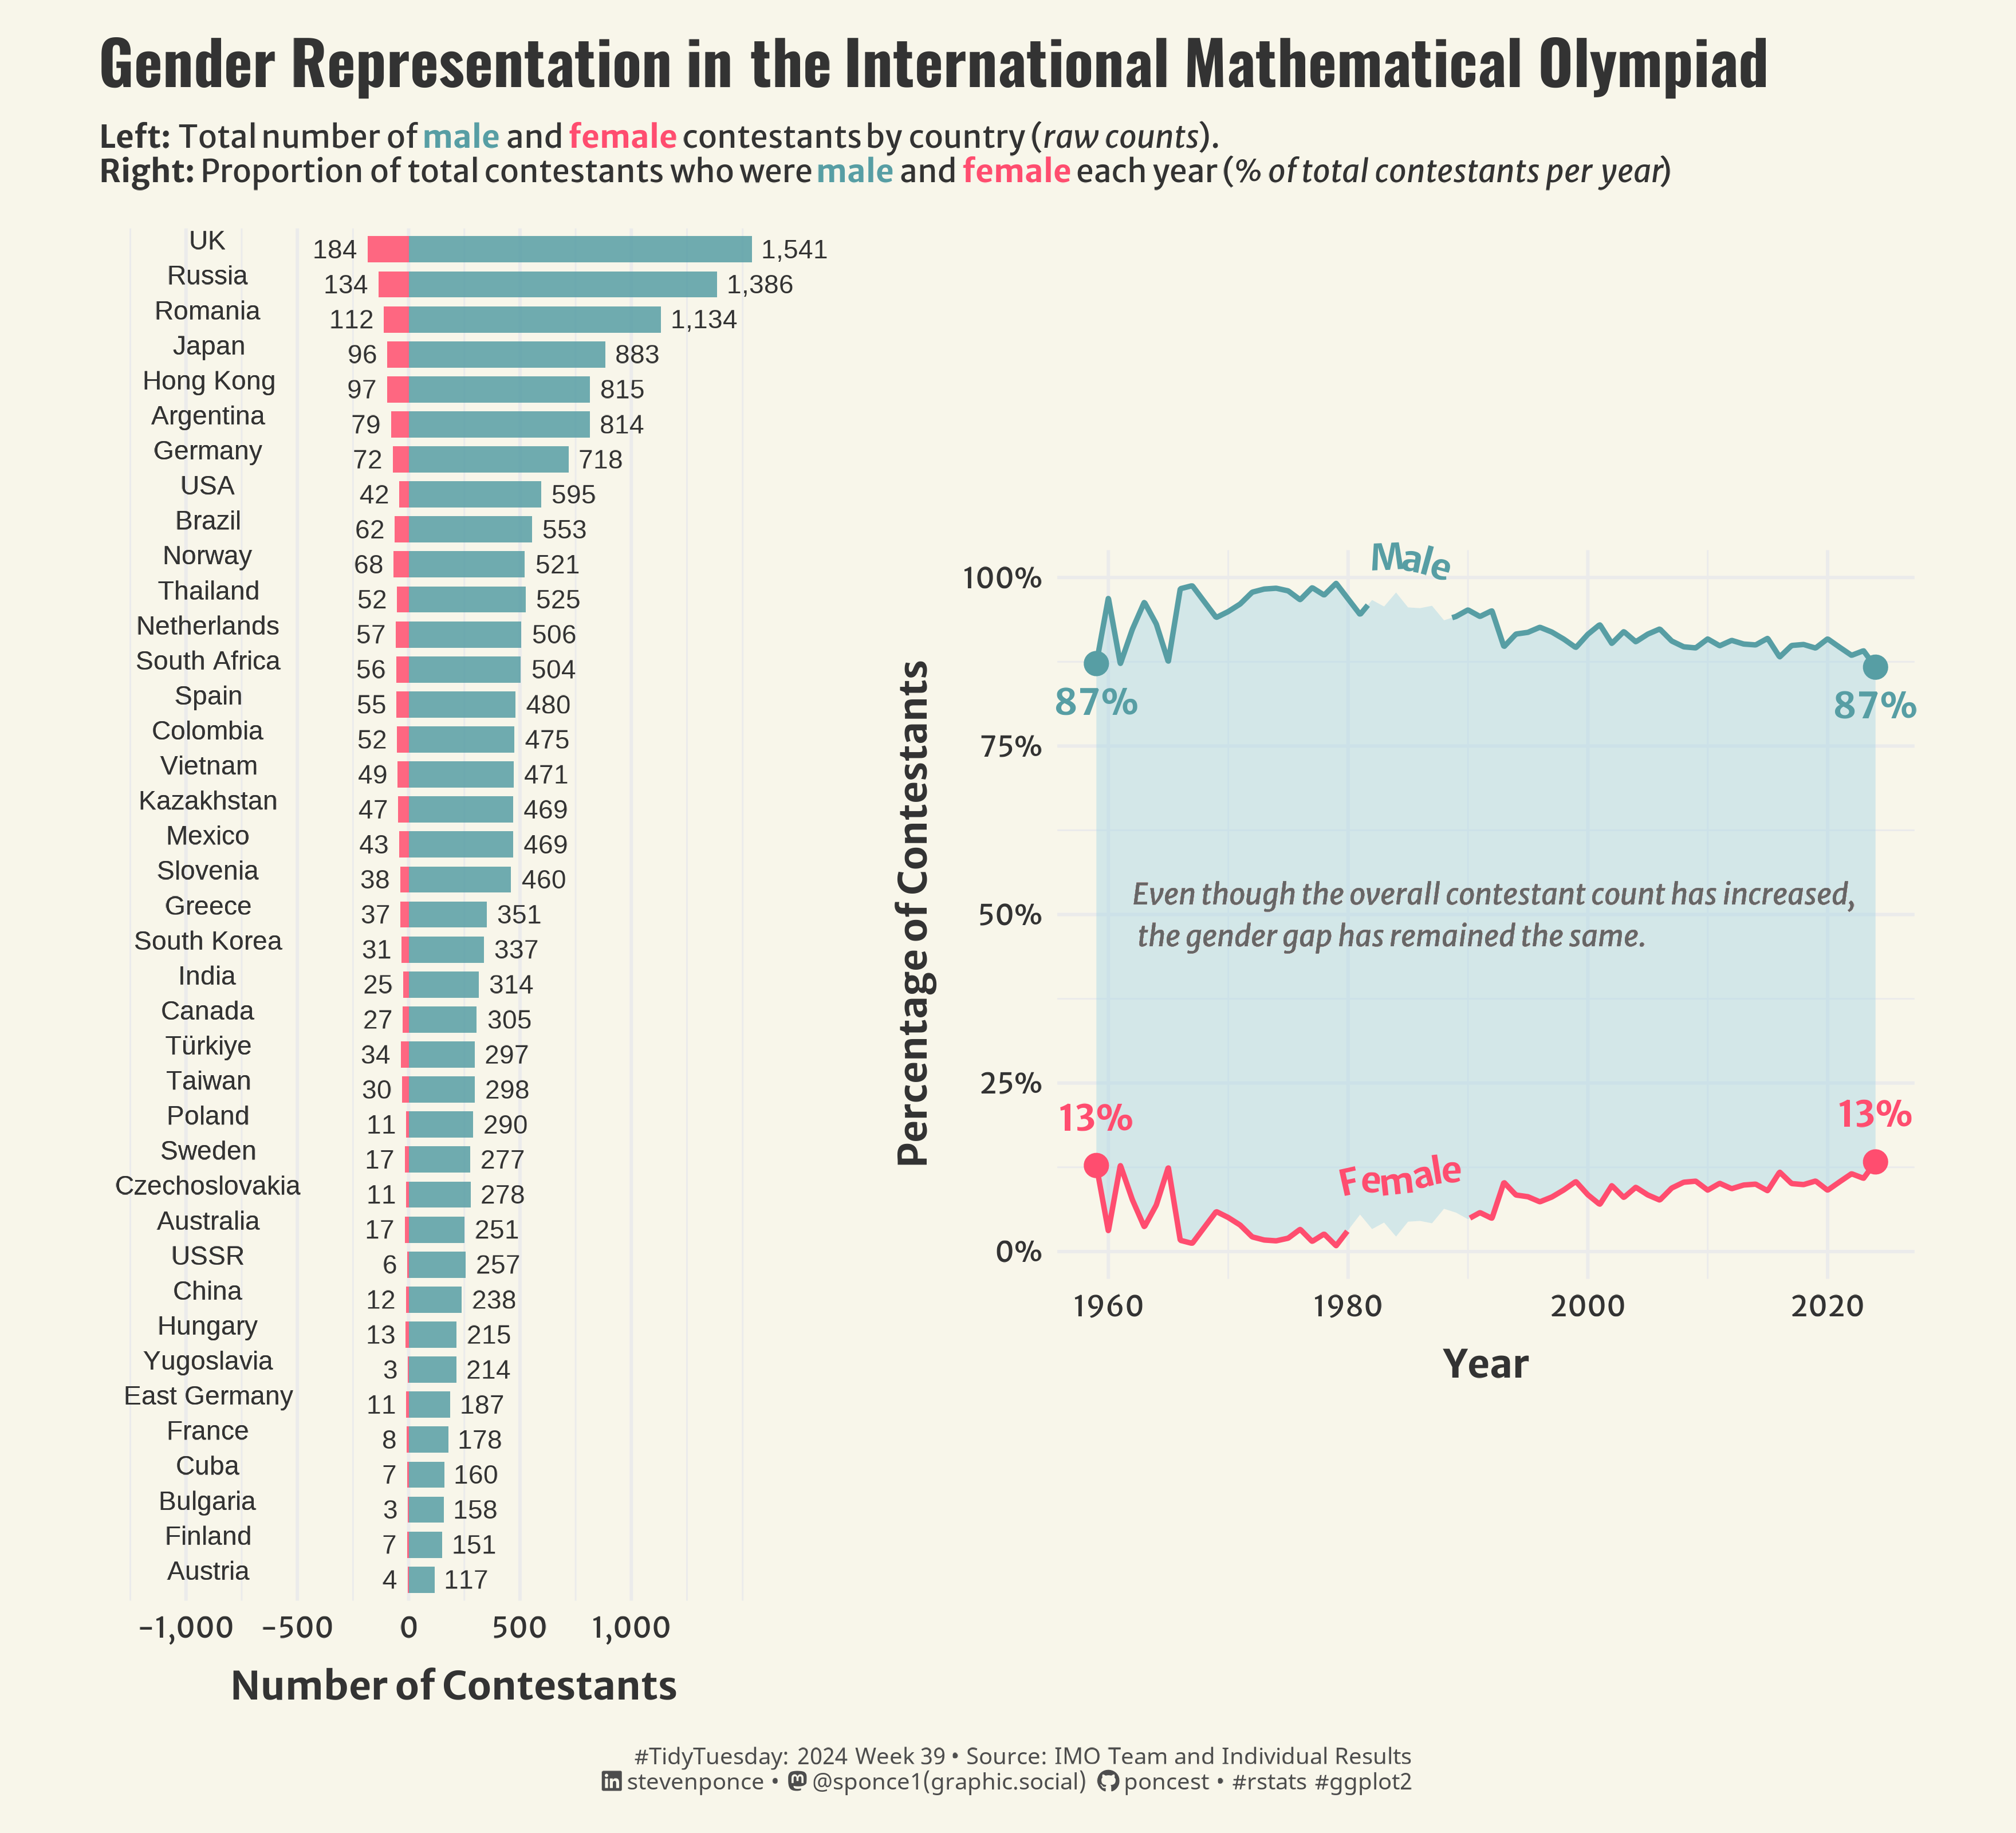 Gender Representation in the International Mathematical Olympiad
Left: Total number of male and female contestants by country (raw counts).
Right: Proportion of total contestants who were male and female each year (% of total contestants per year)
UK 184 1,541
Russia 134 1,386
Romania 112 1,134
Japan 96 883
Hong Kong 97 815
Argentina 79 814
Germany 72 718
USA 42 595
Brazil 62 553
Norway 68 521
Thailand 52 525
Netherlands 57 506
South Africa 56 504
Spain 55 480
Colombia 52 475
Vietnam 49 471
Kazakhstan 47 469
Mexico 43 469
Slovenia 38 460
Greece 37 351
South Korea 31 337
India 25 314
Canada 27 305
Türkiye 34 297
Taiwan 30 298
Poland 11 290
Sweden 17 277
Czechoslovakia 11 278
Australia 17 251
USSR 6 257
China 12 238
Hungary 13 215
Yugoslavia 3 214
East Germany 11 187
France 8 178
Cuba 7 160
Bulgaria 3 158
Finland 7 151
Austria 4 117
-1,000 -500 0 500 1,000
Number of Contestants
Percentage of Contestants
100%
75%
50%
25%
0%
Male
87% 87%
Even though the overall contestant count has increased,
the gender gap has remained the same.
13% 13%
Female
1960 1980 2000 2020
Year
#TidyTuesday: 2024 Week 39 • Source: IMO Team and Individual Results
in stevenponce • @sponce1(graphic.social) poncest • #rstats #ggplot2